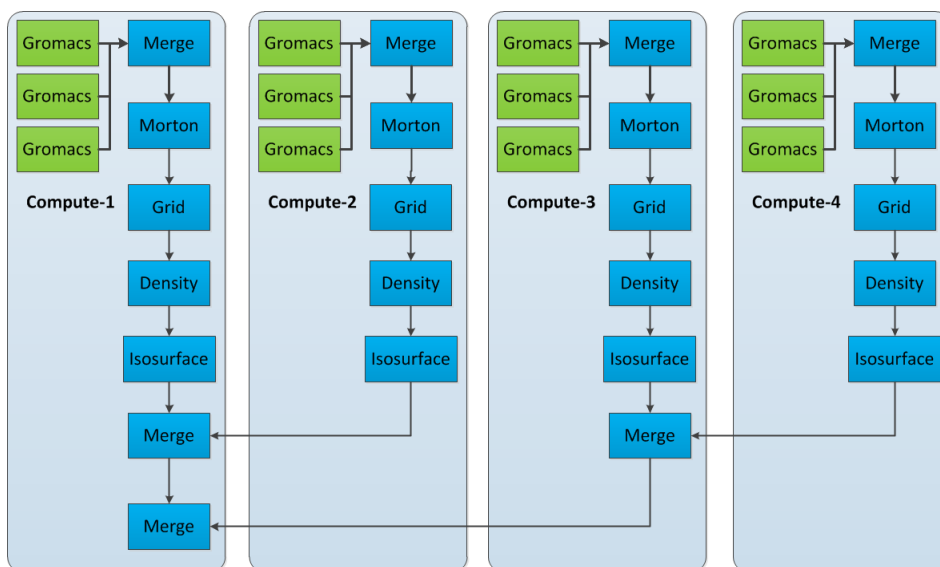 Gromacs
Merge
Gromacs
Gromacs
Morton
Compute-1
Grid
Density
Isosurface
Merge
Merge
Gromacs
Merge
Gromacs
Gromacs
Morton
Compute-2
Grid
Density
Isosurface
Gromacs
Merge
Gromacs
Gromacs
Morton
Compute-3
Grid
Density
Isosurface
Merge
Gromacs
Merge
Gromacs
Gromacs
Morton
Compute-4
Grid
Density
Isosurface